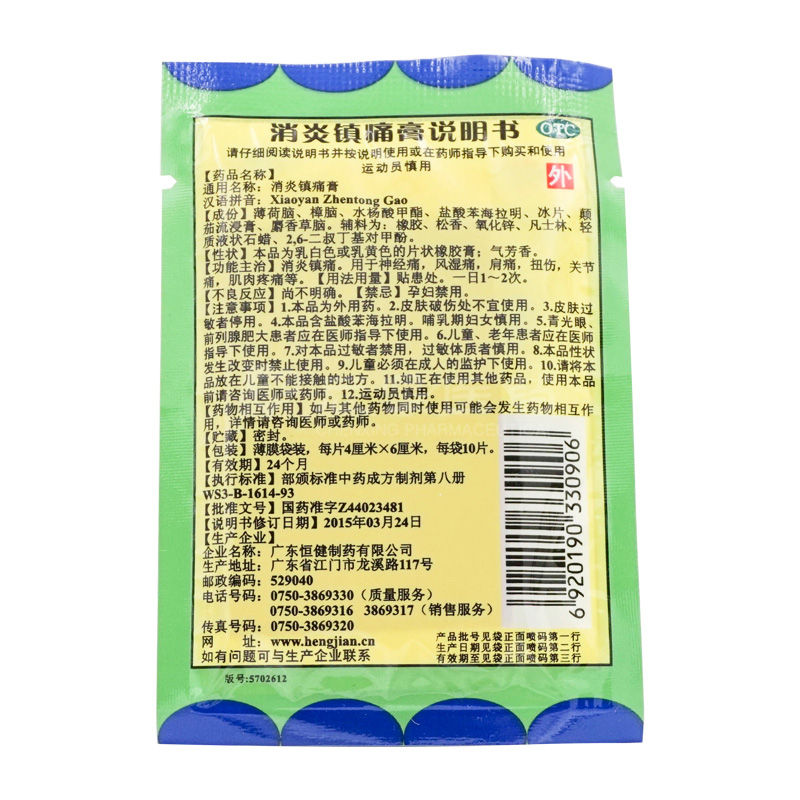 消炎镇痛膏说明书
OTC
请仔细阅读说明书并按说明使用或在药师指导下购买和使用
运动员慎用
外
【药品名称】
通用名称：消炎镇痛膏
汉语拼音：Xiaoyan Zhentong Gao
【成份】薄荷脑、樟脑、水杨酸甲酯、盐酸苯海拉明、冰片、颠
茄流浸膏、麝香草脑。辅料为：橡胶、松香、氧化锌、凡士林、轻
质液状石蜡、2,6-二叔丁基对甲酚。
【性状】本品为乳白色或乳黄色的片状橡胶膏；气芳香。
【功能主治】消炎镇痛。用于神经痛，风湿痛，肩痛，扭伤，关节
痛，肌肉疼痛等。【用法用量】贴患处。一日1～2次。
【不良反应】尚不明确。【禁忌】孕妇禁用。
【注意事项】1.本品为外用药。2.皮肤破伤处不宜使用。3.皮肤过
敏者停用。4.本品含盐酸苯海拉明。哺乳期妇女慎用。5.青光眼、
前列腺肥大患者应在医师指导下使用。6.儿童、老年患者应在医师
指导下使用。7.对本品过敏者禁用，过敏体质者慎用。8.本品性状
发生改变时禁止使用。9.儿童必须在成人的监护下使用。10.请将本
品放在儿童不能接触的地方。11.如正在使用其他药品，使用本品
前请咨询医师或药师。12.运动员慎用。
【药物相互作用】如与其他药物同时使用可能会发生药物相互作
用，详情请咨询医师或药师。
【贮藏】密封。
【包装】薄膜袋装，每片4厘米×6厘米，每袋10片。
【有效期】24个月
【执行标准】部颁标准中药成方制剂第八册
WS3-B-1614-93
【批准文号】国药准字Z44023481
【说明书修订日期】2015年03月24日
【生产企业】
企业名称：广东恒健制药有限公司
生产地址：广东省江门市龙溪路117号
邮政编码：529040
电话号码：0750-3869330（质量服务）
0750-3869316 3869317（销售服务）
传真号码：0750-3869320
网 址：www.hengjian.cn
如有问题可与生产企业联系
6 920190 330906
产品批号见袋正面喷码第一行
生产日期见袋正面喷码第二行
有效期至见袋正面喷码第三行
版号:5702612